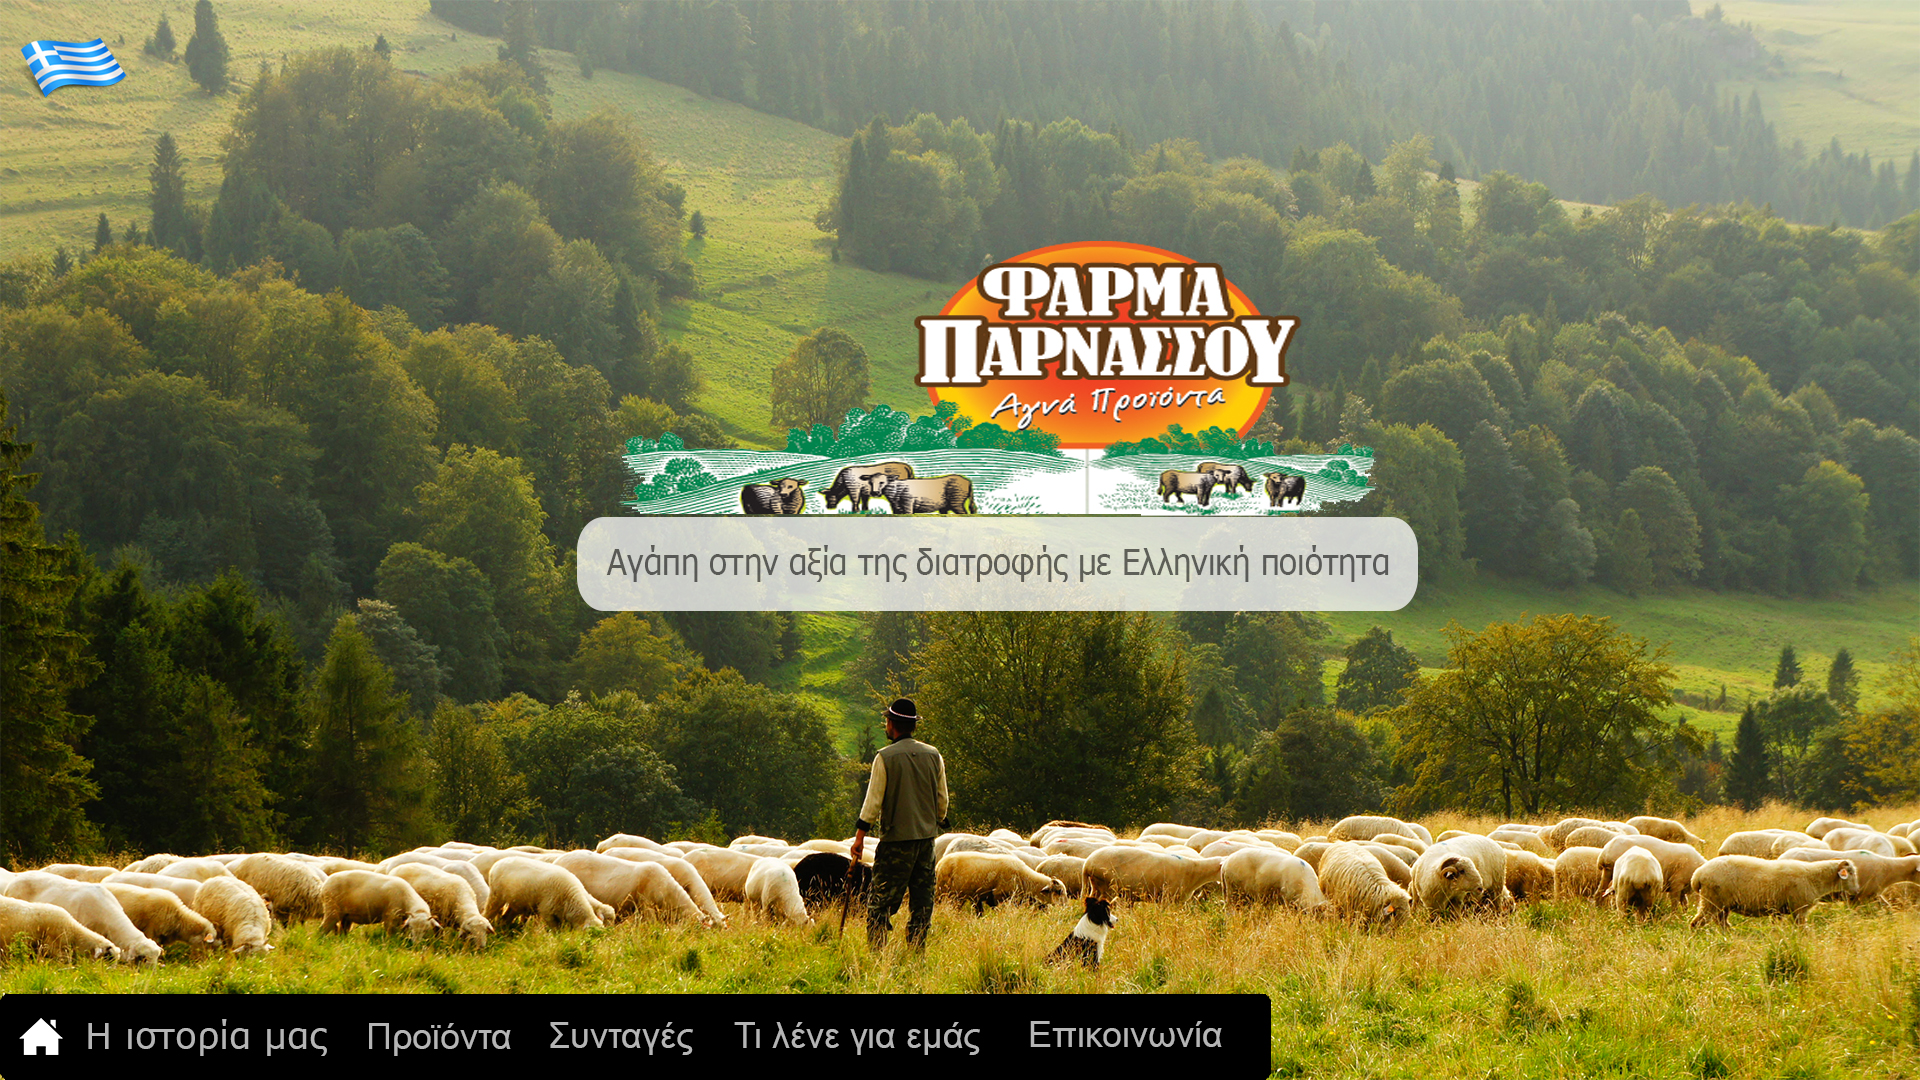 ΦΑΡΜΑ
ΠΑΡΝΑΣΣΟΥ
Αγνά Προϊόντα
Αγάπη στην αξία της διατροφής με Ελληνική ποιότητα
Η ιστορία μας Προϊόντα Συνταγές Τι λένε για εμάς Επικοινωνία